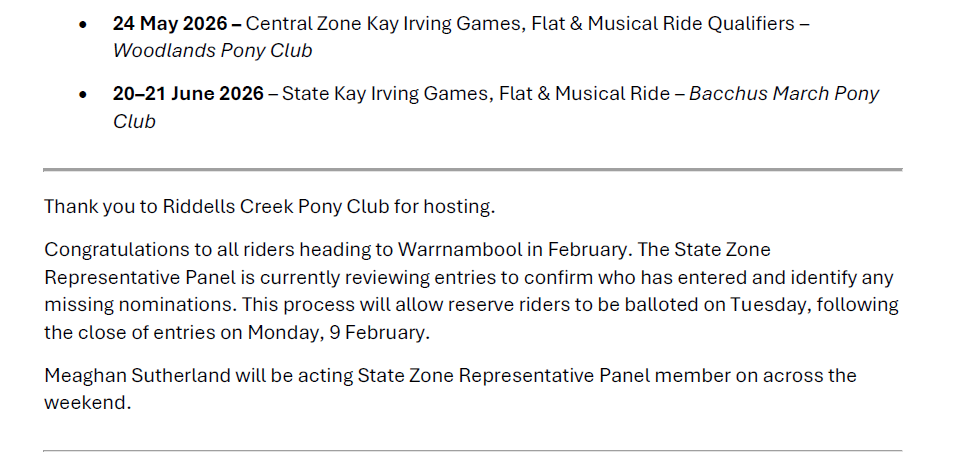 • 24 May 2026 – Central Zone Kay Irving Games, Flat & Musical Ride Qualifiers –
Woodlands Pony Club
• 20–21 June 2026 – State Kay Irving Games, Flat & Musical Ride – Bacchus March Pony
Club
Thank you to Riddells Creek Pony Club for hosting.
Congratulations to all riders heading to Warrnambool in February. The State Zone
Representative Panel is currently reviewing entries to confirm who has entered and identify any
missing nominations. This process will allow reserve riders to be balloted on Tuesday, following
the close of entries on Monday, 9 February.
Meaghan Sutherland will be acting State Zone Representative Panel member on across the
weekend.